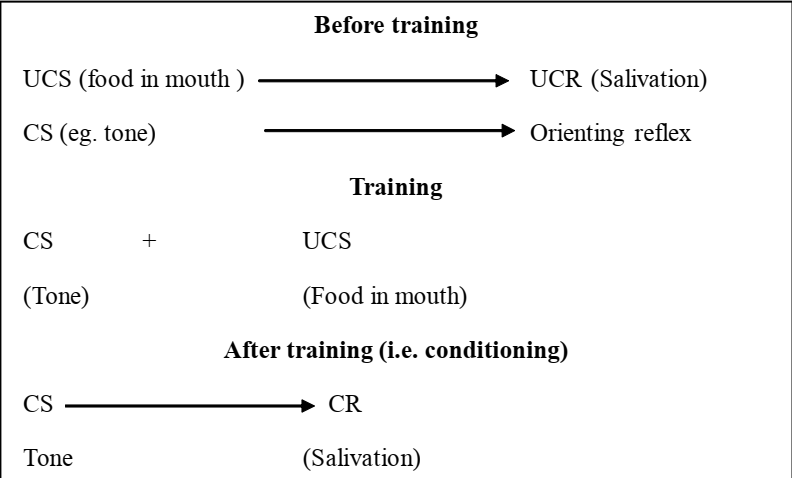 Before training
UCS (food in mouth ) UCR (Salivation)
CS (eg. tone) Orienting reflex
Training
CS + UCS
(Tone) (Food in mouth)
After training (i.e. conditioning)
CS CR
Tone (Salivation)